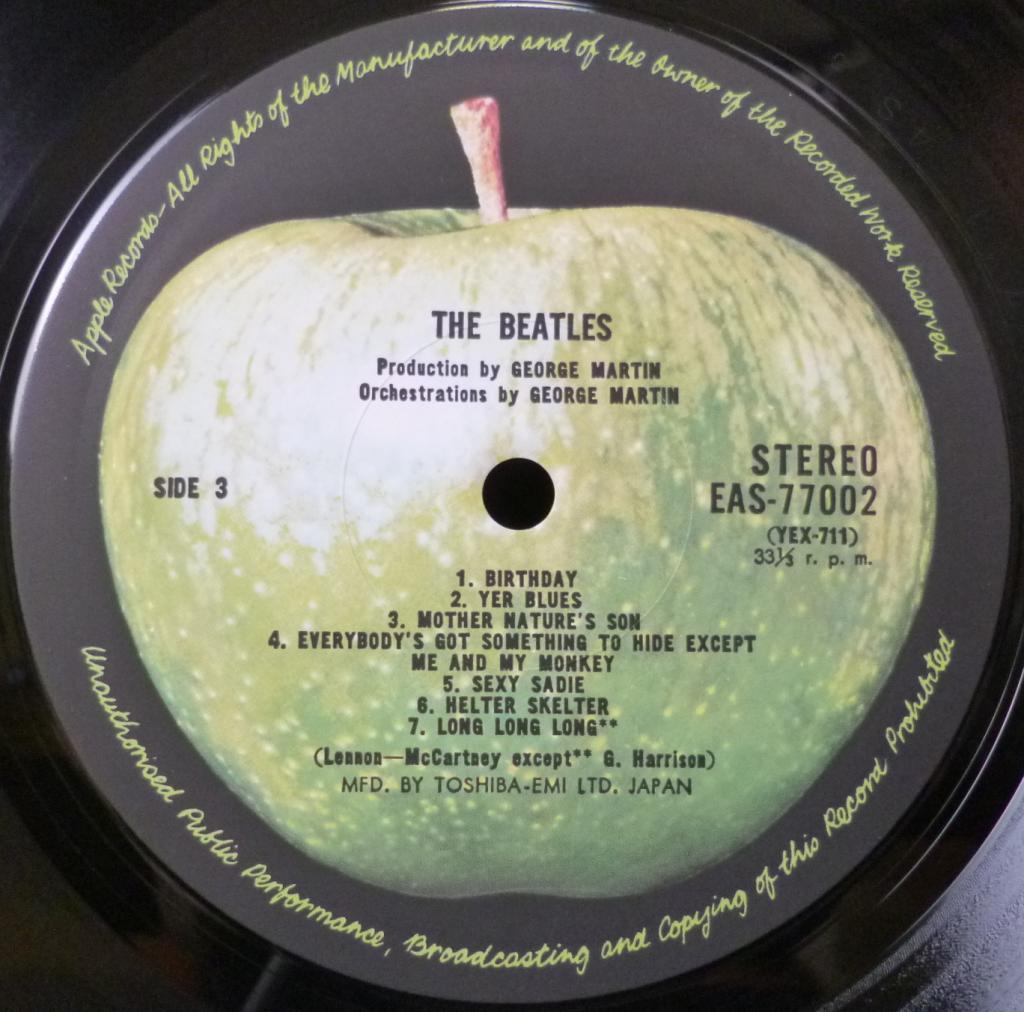 Apple Records-All Rights of the Manufacturer and of the Owner of the Recorded Work Reserved
THE BEATLES
Production by GEORGE MARTIN
Orchestrations by GEORGE MARTIN
SIDE 3
STEREO
EAS-77002
(YEX-711)
33⅓ r. p. m.
1. BIRTHDAY
2. YER BLUES
3. MOTHER NATURE'S SON
4. EVERYBODY'S GOT SOMETHING TO HIDE EXCEPT
ME AND MY MONKEY
5. SEXY SADIE
6. HELTER SKELTER
7. LONG LONG LONG**
(Lennon—McCartney except** G. Harrison)
MFD. BY TOSHIBA-EMI LTD. JAPAN
Unauthorised Public Performance, Broadcasting and Copying of this Record Prohibited